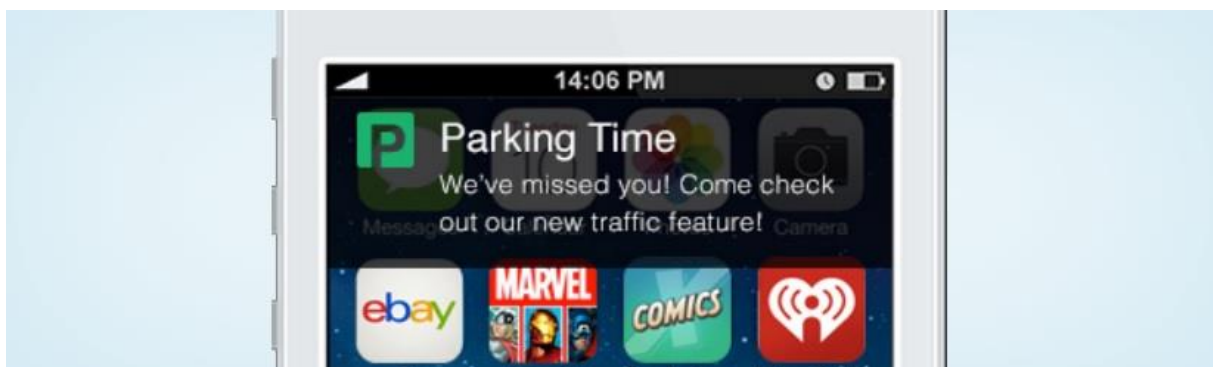 14:06 PM
P Parking Time
We've missed you! Come check
out our new traffic feature!
Messages Camera
ebay MARVEL COMICS